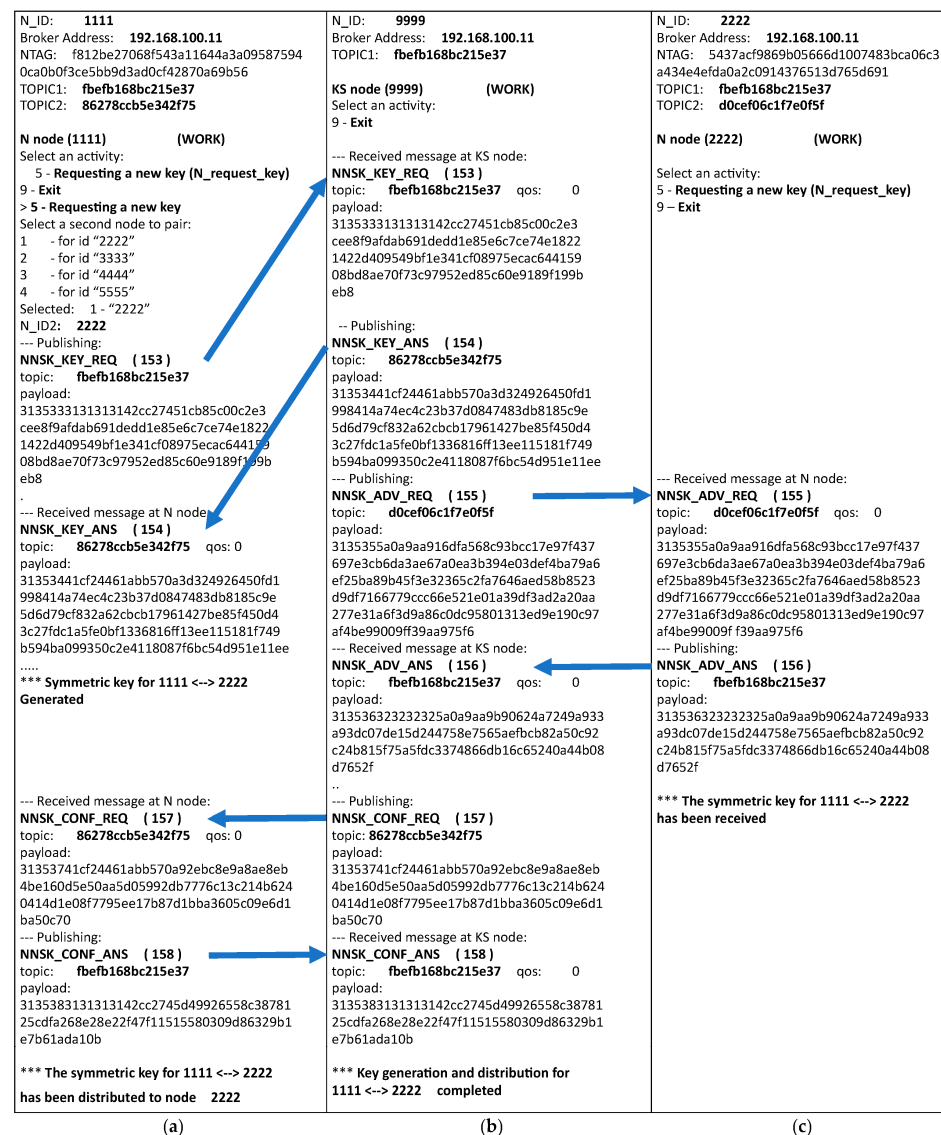 N_ID: 1111
Broker Address: 192.168.100.11
NTAG: f812be27068f543a11644a3a09587594
0ca0b0f3ce5bb9d3ad0cf42870a69b56
TOPIC1: fbefb168bc215e37
TOPIC2: 86278ccb5e342f75
N node (1111) (WORK)
Select an activity:
5 - Requesting a new key (N_request_key)
9 - Exit
> 5 - Requesting a new key
Select a second node to pair:
1 - for id “2222”
2 - for id “3333”
3 - for id “4444”
4 - for id “5555”
Selected: 1 - “2222”
N_ID2: 2222
--- Publishing:
NNSK_KEY_REQ ( 153 )
topic: fbefb168bc215e37
payload:
3135333131313142cc27451cb85c00c2e3
cee8f9afdab691dedd1e85e6c7ce74e1822
1422d409549bf1e341cf08975ecac644159
08bd8ae70f73c97952ed85c60e9189f199b
eb8
.
--- Received message at N node:
NNSK_KEY_ANS ( 154 )
topic: 86278ccb5e342f75 qos: 0
payload:
31353441cf24461abb570a3d324926450fd1
998414a74ec4c23b37d0847483db8185c9e
5d6d79cf832a62cbcb17961427be85f450d4
3c27fdc1a5fe0bf1336816ff13ee115181f749
b594ba099350c2e4118087f6bc54d951e11ee
.....
*** Symmetric key for 1111 <--> 2222
Generated
--- Received message at N node:
NNSK_CONF_REQ ( 157 )
topic: 86278ccb5e342f75 qos: 0
payload:
31353741cf24461abb570a92ebc8e9a8ae8eb
4be160d5e50aa5d05992db7776c13c214b624
0414d1e08f7795ee17b87d1bba3605c09e6d1
ba50c70
--- Publishing:
NNSK_CONF_ANS ( 158 )
topic: fbefb168bc215e37
payload:
3135383131313142cc2745d49926558c38781
25cdfa268e28e22f47f11515580309d86329b1
e7b61ada10b
*** The symmetric key for 1111 <--> 2222
has been distributed to node 2222
(a)
N_ID: 9999
Broker Address: 192.168.100.11
TOPIC1: fbefb168bc215e37
KS node (9999) (WORK)
Select an activity:
9 - Exit
--- Received message at KS node:
NNSK_KEY_REQ ( 153 )
topic: fbefb168bc215e37 qos: 0
payload:
3135333131313142cc27451cb85c00c2e3
cee8f9afdab691dedd1e85e6c7ce74e1822
1422d409549bf1e341cf08975ecac644159
08bd8ae70f73c97952ed85c60e9189f199b
eb8
-- Publishing:
NNSK_KEY_ANS ( 154 )
topic: 86278ccb5e342f75
payload:
31353441cf24461abb570a3d324926450fd1
998414a74ec4c23b37d0847483db8185c9e
5d6d79cf832a62cbcb17961427be85f450d4
3c27fdc1a5fe0bf1336816ff13ee115181f749
b594ba099350c2e4118087f6bc54d951e11ee
--- Publishing:
NNSK_ADV_REQ ( 155 )
topic: d0cef06c1f7e0f5f
payload:
3135355a0a9aa916dfa568c93bcc17e97f437
697e3cb6da3ae67a0ea3b394e03def4ba79a6
ef25ba89b45f3e32365c2fa7646aed58b8523
d9df7166779ccc66e521e01a39df3ad2a20aa
277e31a6f3d9a86c0dc95801313ed9e190c97
af4be99009ff39aa975f6
--- Received message at KS node:
NNSK_ADV_ANS ( 156 )
topic: fbefb168bc215e37 qos: 0
payload:
313536323232325a0a9aa9b90624a7249a933
a93dc07de15d244758e7565aefbcb82a50c92
c24b815f75a5fdc3374866db16c65240a44b08
d7652f
..
--- Publishing:
NNSK_CONF_REQ ( 157 )
topic: 86278ccb5e342f75
payload:
31353741cf24461abb570a92ebc8e9a8ae8eb
4be160d5e50aa5d05992db7776c13c214b624
0414d1e08f7795ee17b87d1bba3605c09e6d1
ba50c70
--- Received message at KS node:
NNSK_CONF_ANS ( 158 )
topic: fbefb168bc215e37 qos: 0
payload:
3135383131313142cc2745d49926558c38781
25cdfa268e28e22f47f11515580309d86329b1
e7b61ada10b
*** Key generation and distribution for
1111 <--> 2222 completed
(b)
N_ID: 2222
Broker Address: 192.168.100.11
NTAG: 5437acf9869b05666d1007483bca06c3
a434e4efda0a2c0914376513d765d691
TOPIC1: fbefb168bc215e37
TOPIC2: d0cef06c1f7e0f5f
N node (2222) (WORK)
Select an activity:
5 - Requesting a new key (N_request_key)
9 – Exit
--- Received message at N node:
NNSK_ADV_REQ ( 155 )
topic: d0cef06c1f7e0f5f qos: 0
payload:
3135355a0a9aa916dfa568c93bcc17e97f437
697e3cb6da3ae67a0ea3b394e03def4ba79a6
ef25ba89b45f3e32365c2fa7646aed58b8523
d9df7166779ccc66e521e01a39df3ad2a20aa
277e31a6f3d9a86c0dc95801313ed9e190c97
af4be99009f f39aa975f6
--- Publishing:
NNSK_ADV_ANS ( 156 )
topic: fbefb168bc215e37
payload:
313536323232325a0a9aa9b90624a7249a933
a93dc07de15d244758e7565aefbcb82a50c92
c24b815f75a5fdc3374866db16c65240a44b08
d7652f
*** The symmetric key for 1111 <--> 2222
has been received
(c)